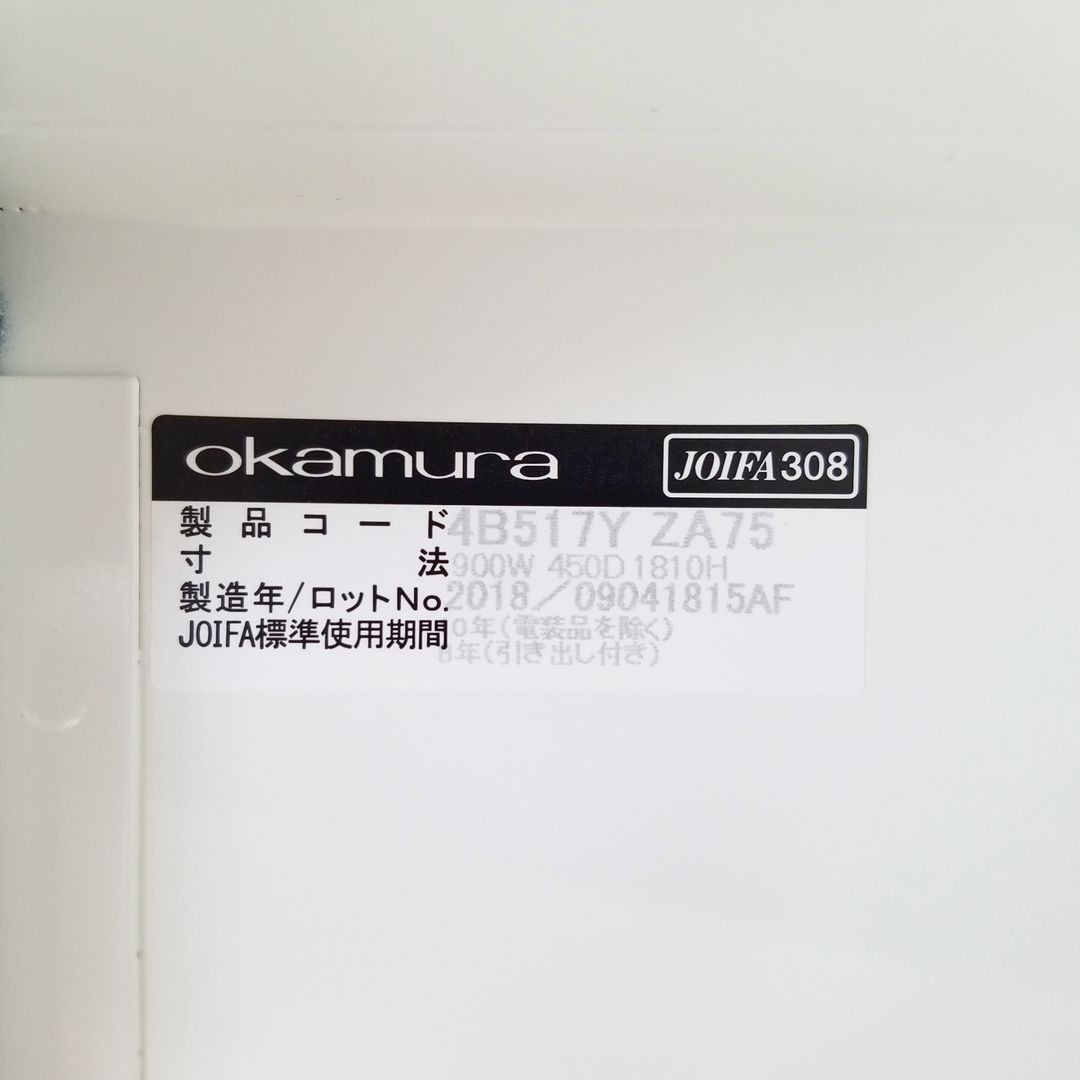 okamura JOIFA308
製品コード 4B517Y ZA75
寸法 900W 450D 1810H
製造年/ロットNo. 2018/09041815AF
JOIFA標準使用期間 0年(電装品を除く)
8年(引き出し付き)